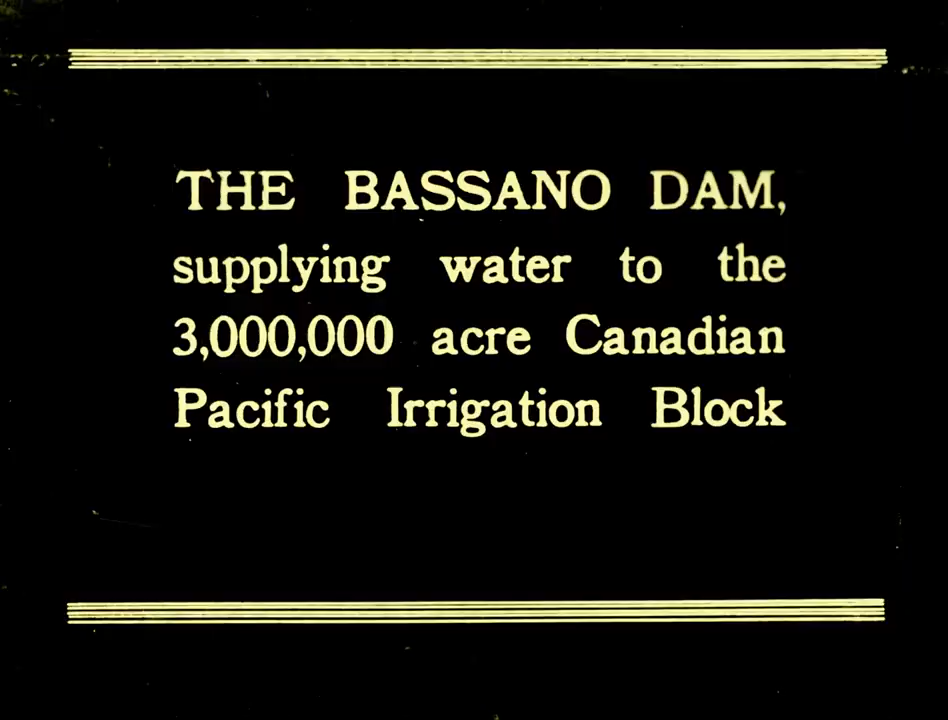 THE BASSANO DAM,
supplying water to the
3,000,000 acre Canadian
Pacific Irrigation Block